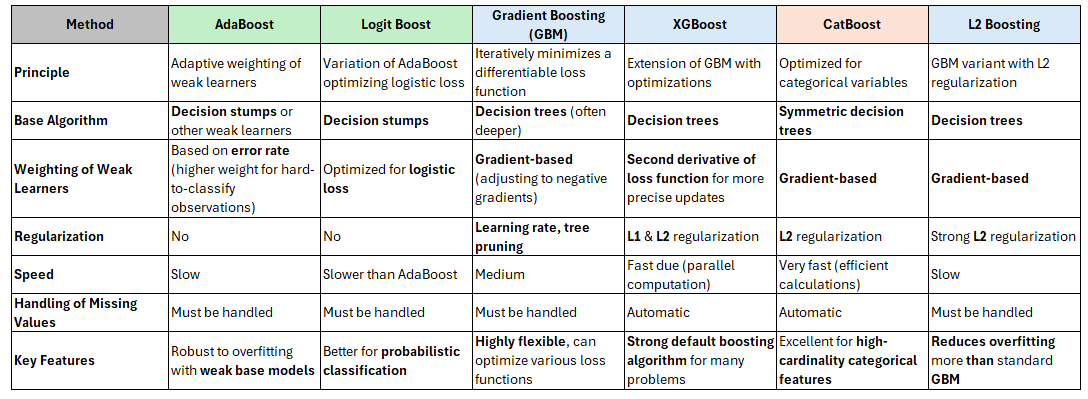 Method
AdaBoost
Logit Boost
Gradient Boosting
(GBM)
XGBoost
CatBoost
L2 Boosting
Principle
Adaptive weighting of
weak learners
Variation of AdaBoost
optimizing logistic loss
Iteratively minimizes a
differentiable loss
function
Extension of GBM with
optimizations
Optimized for
categorical variables
GBM variant with L2
regularization
Base Algorithm
Decision stumps or
other weak learners
Decision stumps
Decision trees (often
deeper)
Decision trees
Symmetric decision
trees
Decision trees
Weighting of Weak
Learners
Based on error rate
(higher weight for hard-
to-classify
observations)
Optimized for logistic
loss
Gradient-based
(adjusting to negative
gradients)
Second derivative of
loss function for more
precise updates
Gradient-based
Gradient-based
Regularization
No
No
Learning rate, tree
pruning
L1 & L2 regularization
L2 regularization
Strong L2 regularization
Speed
Slow
Slower than AdaBoost
Medium
Fast due (parallel
computation)
Very fast (efficient
calculations)
Slow
Handling of Missing
Values
Must be handled
Must be handled
Must be handled
Automatic
Automatic
Must be handled
Key Features
Robust to overfitting
with weak base models
Better for probabilistic
classification
Highly flexible, can
optimize various loss
functions
Strong default boosting
algorithm for many
problems
Excellent for high-
cardinality categorical
features
Reduces overfitting
more than standard
GBM